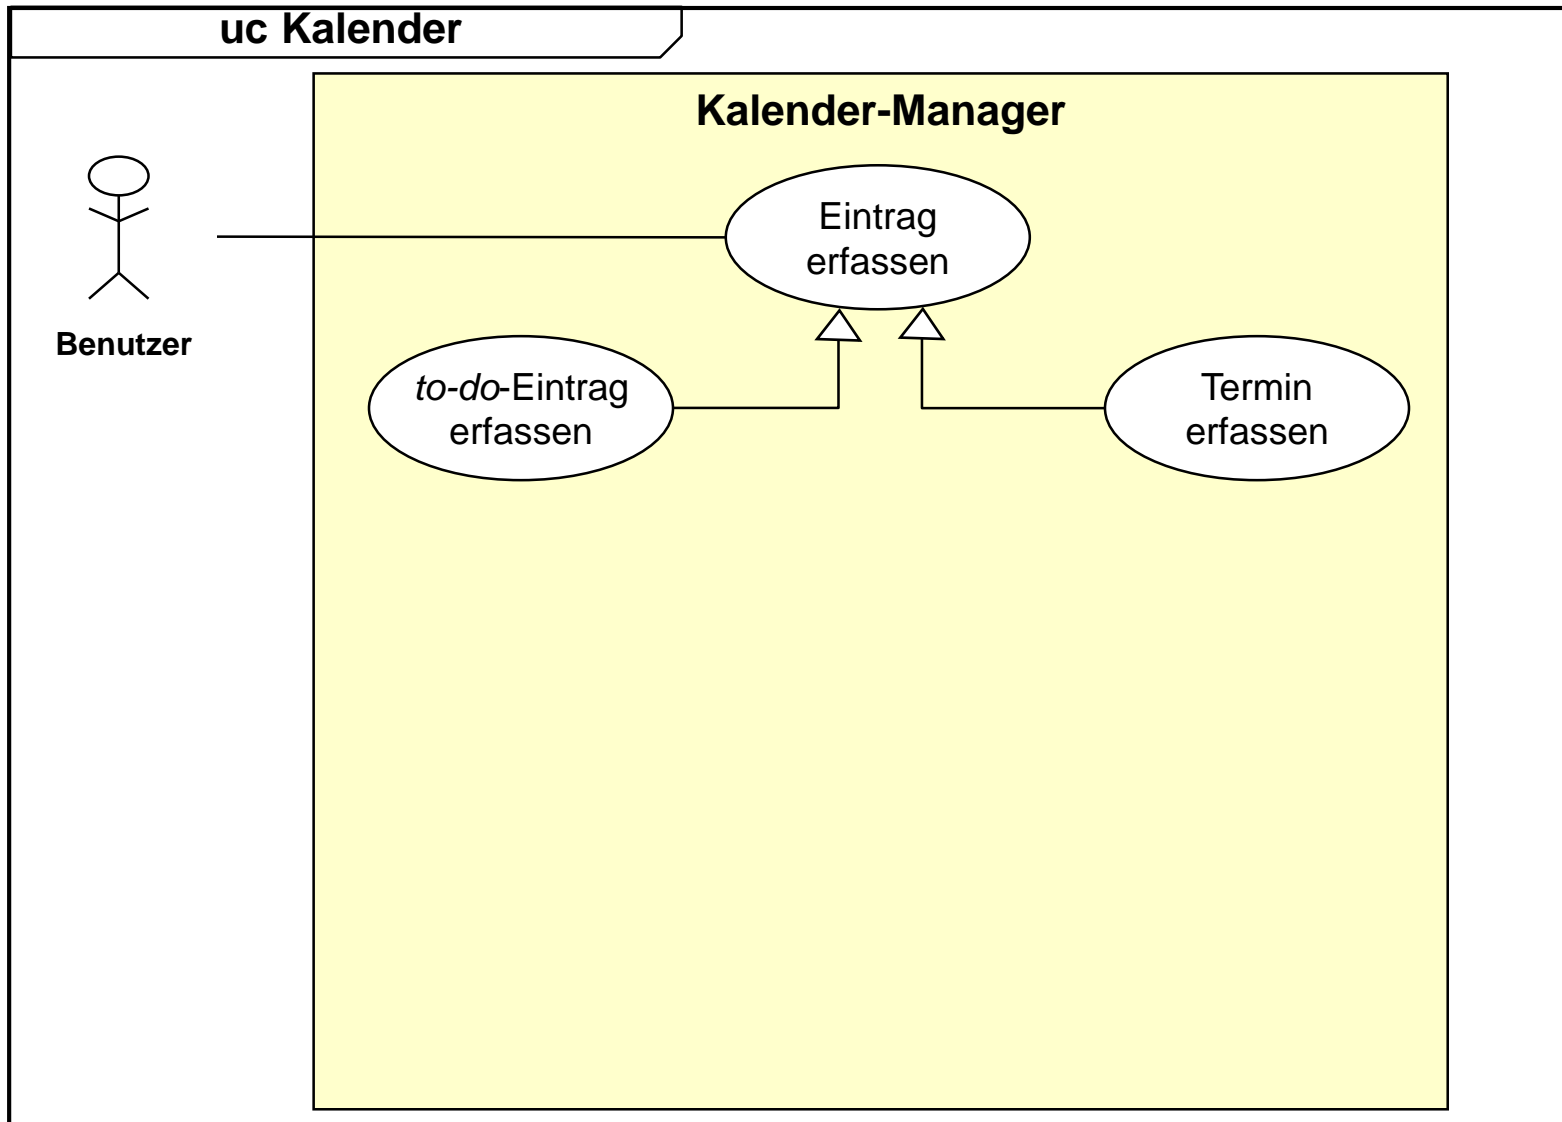 uc Kalender
Kalender-Manager
Eintrag
erfassen
Benutzer
to-do-Eintrag
erfassen
Termin
erfassen